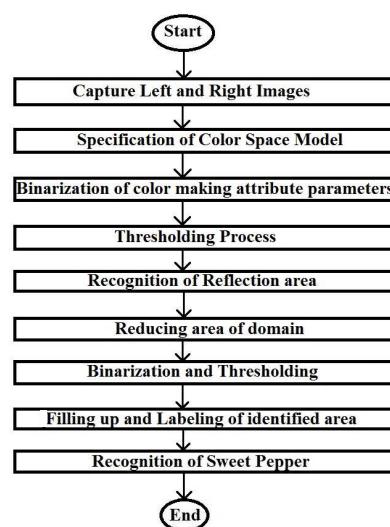 Start
Capture Left and Right Images
Specification of Color Space Model
Binarization of color making attribute parameters
Thresholding Process
Recognition of Reflection area
Reducing area of domain
Binarization and Thresholding
Filling up and Labeling of identified area
Recognition of Sweet Pepper
End